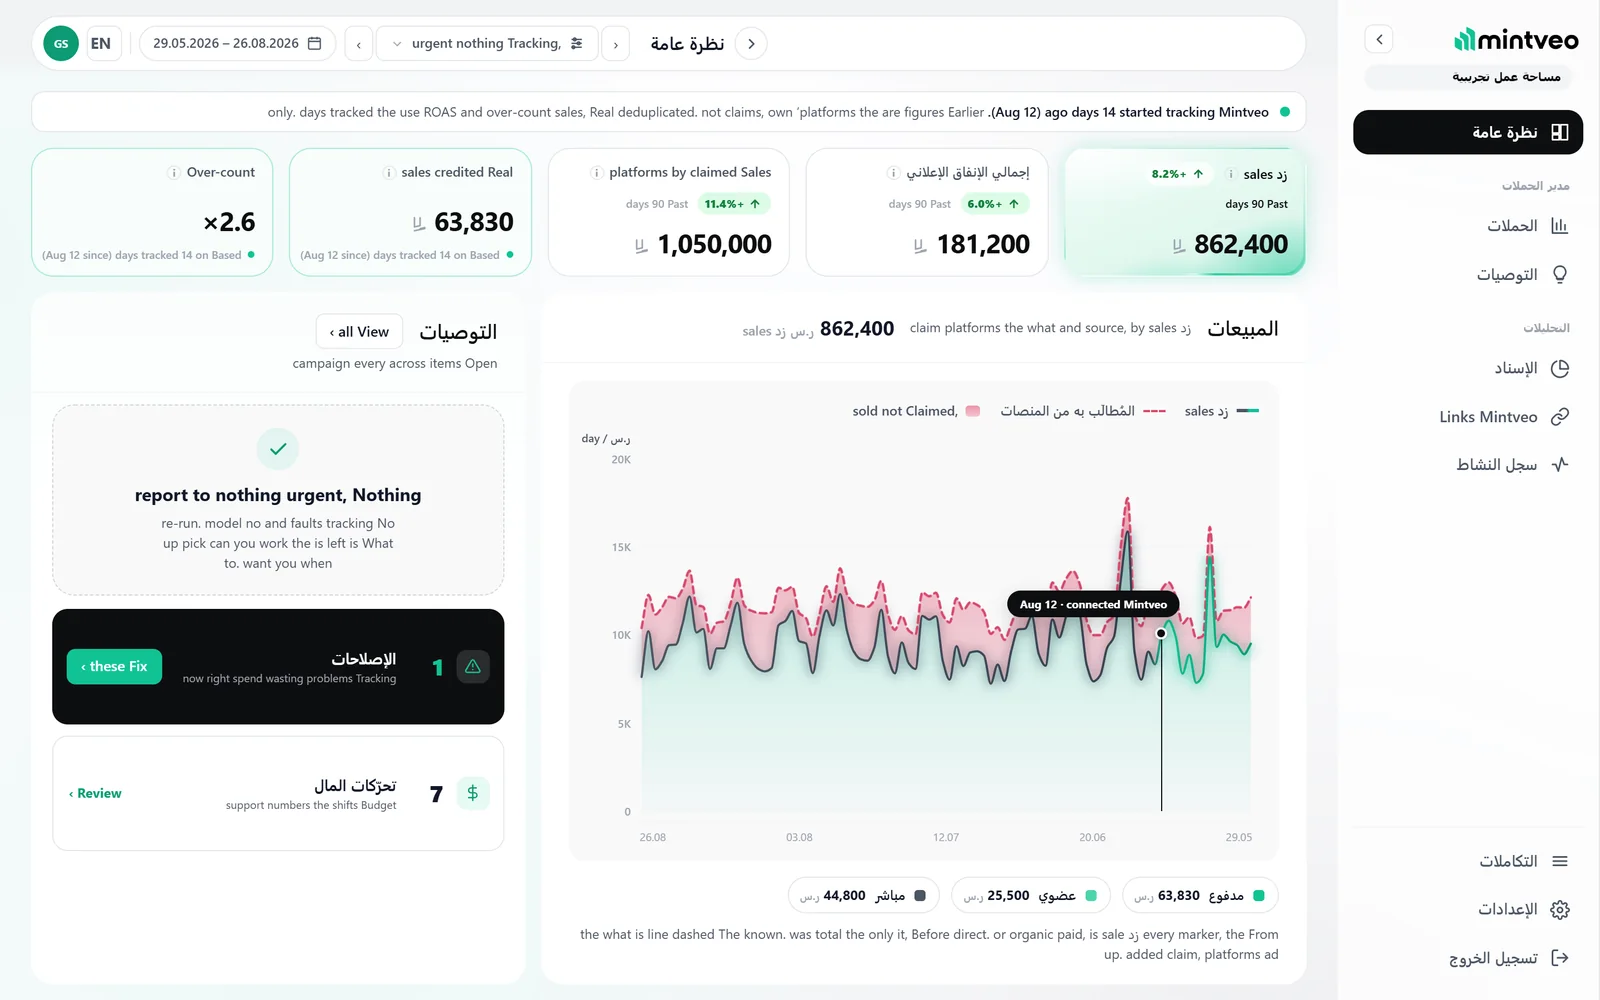 mintveo
مساحة عمل تجريبية
نظرة عامة
مدير الحملات
الحملات
التوصيات
التحليلات
الإسناد
Links Mintveo
سجل النشاط
التكاملات
الإعدادات
تسجيل الخروج
نظرة عامة
urgent nothing Tracking,
29.05.2026 – 26.08.2026
EN
GS
only. days tracked the use ROAS and over-count sales, Real deduplicated. not claims, own 'platforms the are figures Earlier .(Aug 12) ago days 14 started tracking Mintveo
زد sales
8.2%+
days 90 Past
862,400
إجمالي الإنفاق الإعلاني
6.0%+
days 90 Past
181,200
platforms by claimed Sales
11.4%+
days 90 Past
1,050,000
sales credited Real
63,830
(Aug 12 since) days tracked 14 on Based
Over-count
×2.6
(Aug 12 since) days tracked 14 on Based
المبيعات
claim platforms the what and source, by sales زد
862,400 ر.س زد sales
زد sales
المُطالَب به من المنصات
sold not Claimed,
day / ر.س
20K
15K
10K
5K
0
Aug 12 · connected Mintveo
26.08
03.08
12.07
20.06
29.05
مدفوع 63,830 ر.س
عضوي 25,500 ر.س
مباشر 44,800 ر.س
the what is line dashed The known. was total the only it, Before direct. or organic paid, is sale زد every marker, the From
up. added claim, platforms ad
التوصيات
‹ all View
campaign every across items Open
report to nothing urgent, Nothing
re-run. model no and faults tracking No
up pick can you work the is left is What
to. want you when
1
الإصلاحات
now right spend wasting problems Tracking
‹ these Fix
7
تحرّكات المال
support numbers the shifts Budget
‹ Review